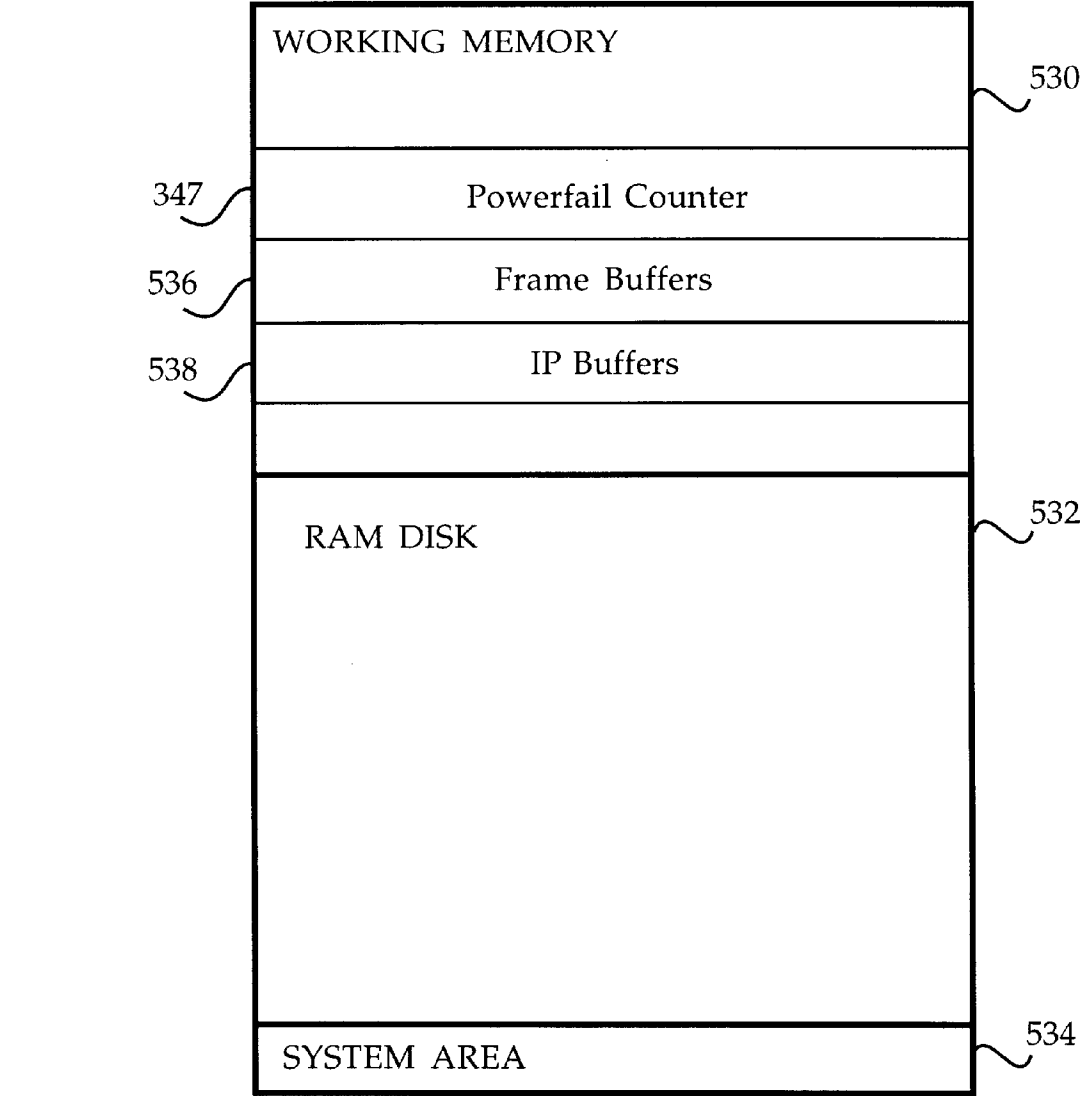 WORKING MEMORY
530
347
Powerfail Counter
536
Frame Buffers
538
IP Buffers
532
RAM DISK
534
SYSTEM AREA